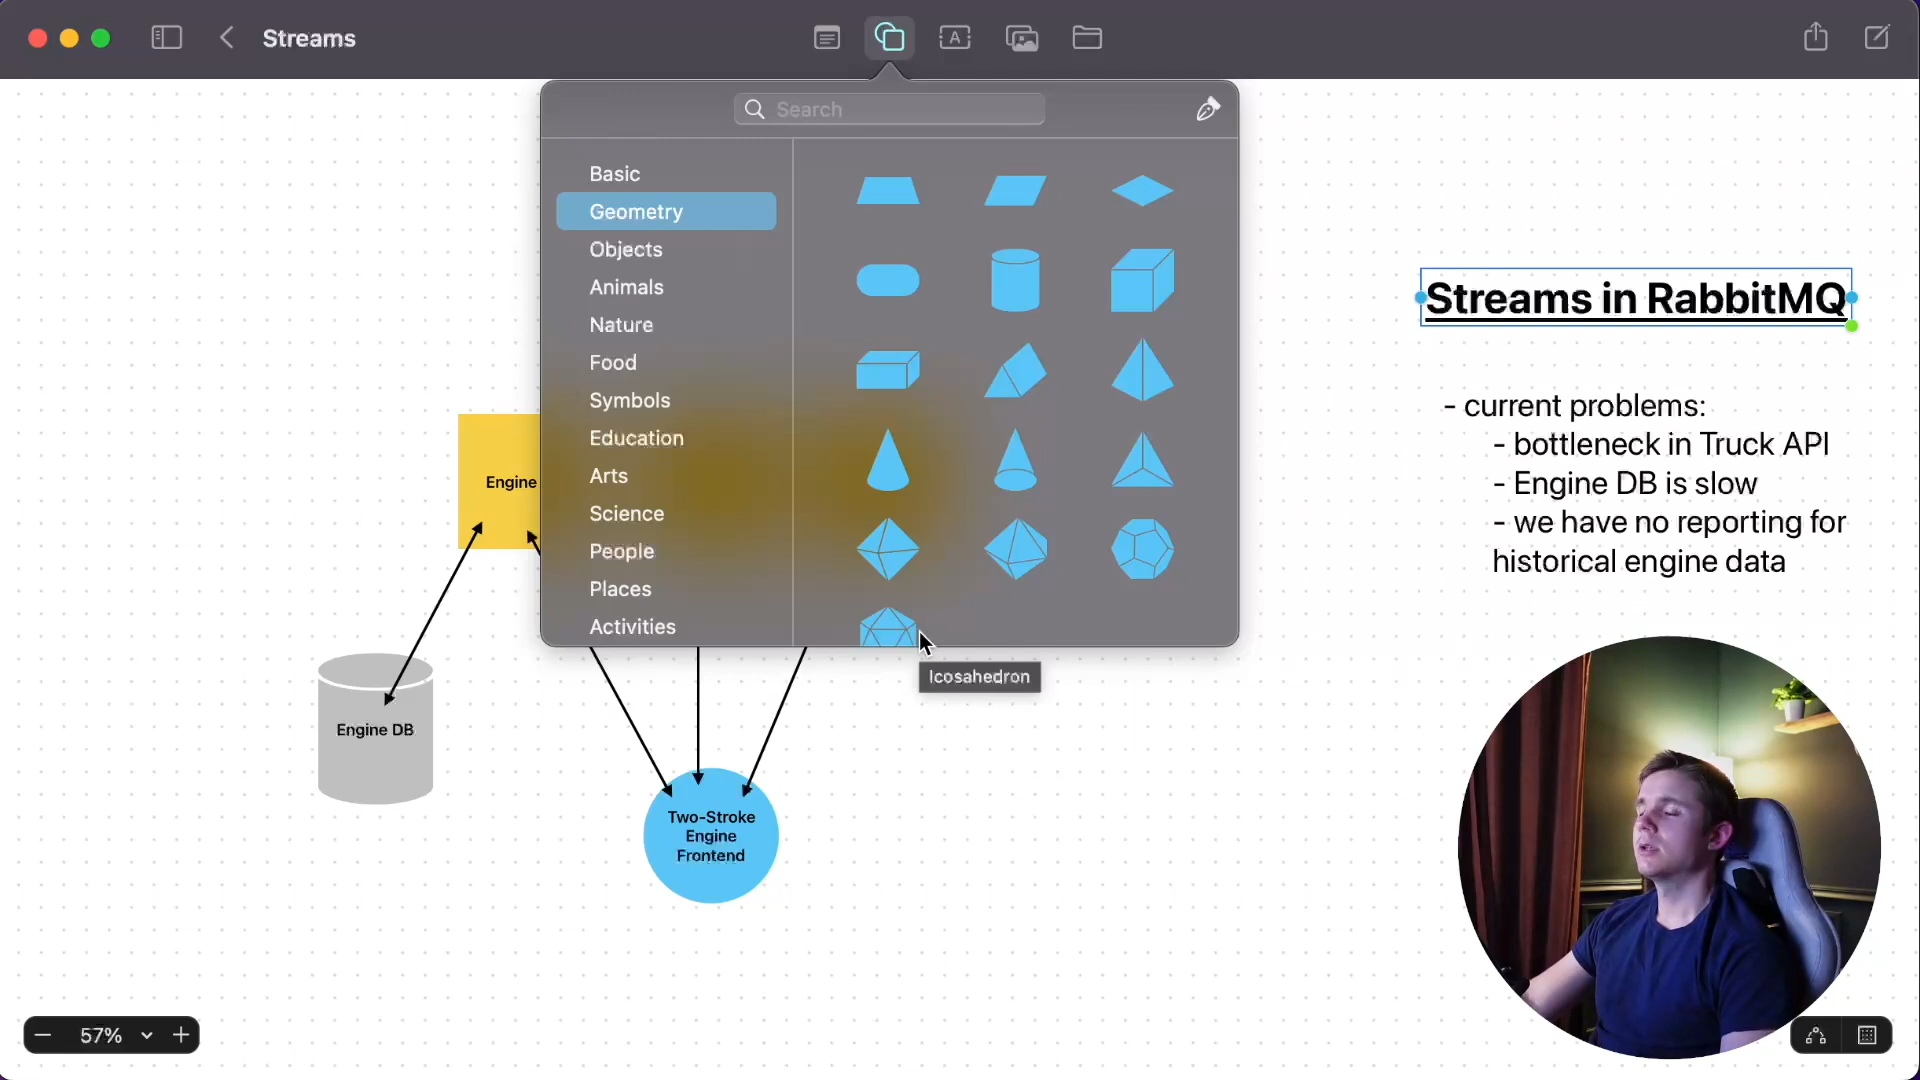 Streams
Search
Basic
Geometry
Objects
Animals
Nature
Food
Symbols
Education
Arts
Science
People
Places
Activities
Icosahedron
Streams in RabbitMQ
- current problems:
- bottleneck in Truck API
- Engine DB is slow
- we have no reporting for
historical engine data
Engine
Engine DB
Two-Stroke
Engine
Frontend
57%